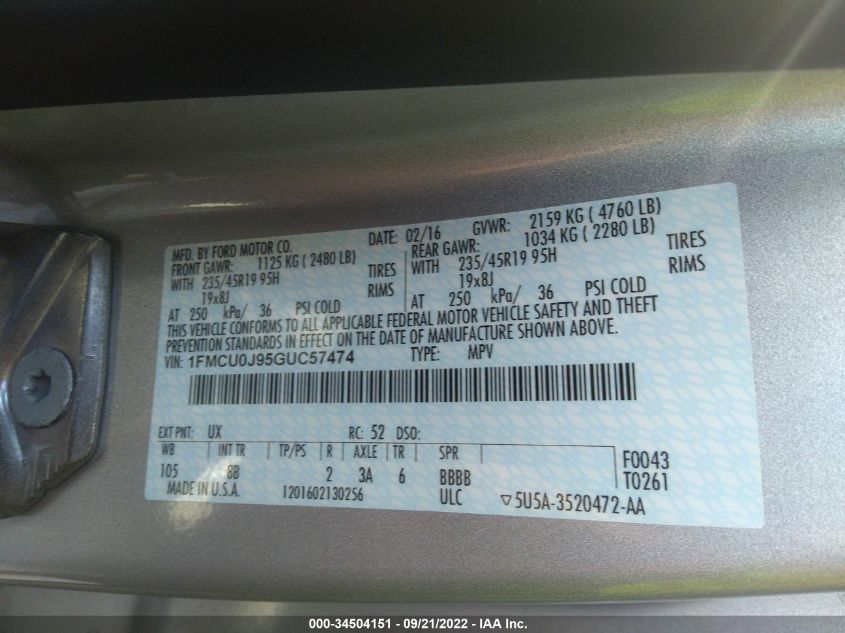 MFD. BY FORD MOTOR CO. DATE: 02/16 GVWR: 2159 KG ( 4760 LB)
FRONT GAWR: 1125 KG ( 2480 LB) REAR GAWR: 1034 KG ( 2280 LB)
WITH 235/45R19 95H TIRES WITH 235/45R19 95H TIRES
19x8J RIMS 19x8J RIMS
AT 250 kPa/ 36 PSI COLD AT 250 kPa/ 36 PSI COLD
THIS VEHICLE CONFORMS TO ALL APPLICABLE FEDERAL MOTOR VEHICLE SAFETY AND THEFT
PREVENTION STANDARDS IN EFFECT ON THE DATE OF MANUFACTURE SHOWN ABOVE.
VIN: 1FMCU0J95GUC57474 TYPE: MPV
EXT PNT: UX RC: 52 DSO:
WB INT TR TP/PS R AXLE TR SPR F0043
105 8B 2 3A 6 BBBB T0261
MADE IN U.S.A. 1201602130256 ULC ▽5U5A-3520472-AA
000-34504151 - 09/21/2022 - IAA Inc.